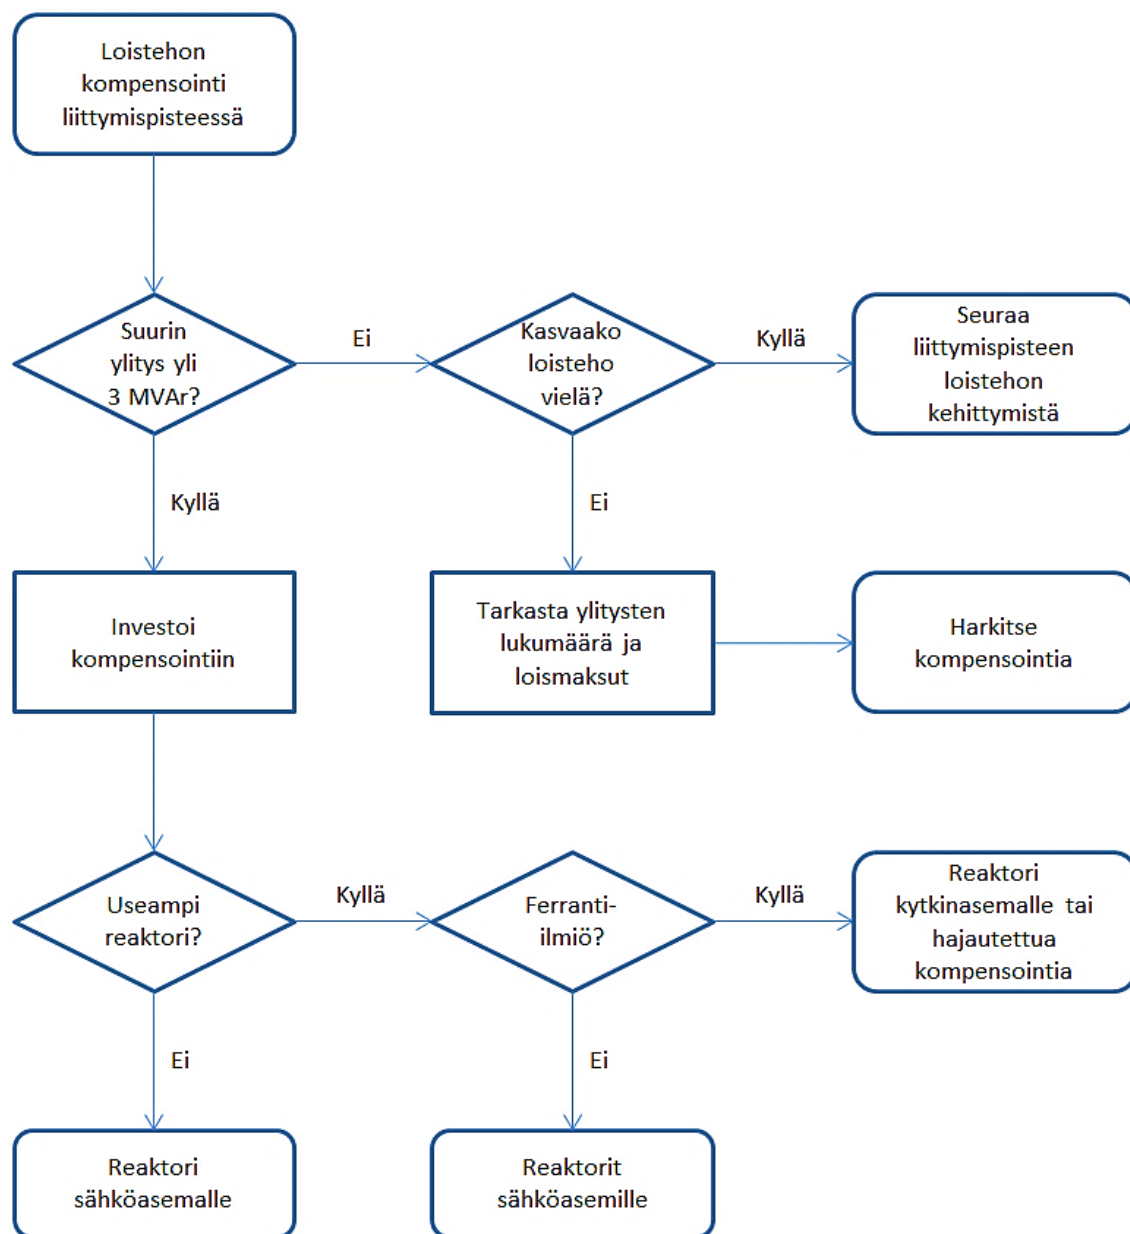 Loistehon
kompensointi
liittymispisteessä
Suurin
ylitys yli
3 MVAr?
Ei
Kasvaako
loisteho
vielä?
Kyllä
Seuraa
liittymispisteen
loistehon
kehittymistä
Kyllä
Ei
Investoi
kompensointiin
Tarkasta ylitysten
lukumäärä ja
loismaksut
Harkitse
kompensointia
Useampi
reaktori?
Kyllä
Ferranti-
ilmiö?
Kyllä
Reaktori
kytkinasemalle tai
hajautettua
kompensointia
Ei
Ei
Reaktori
sähköasemalle
Reaktorit
sähköasemille